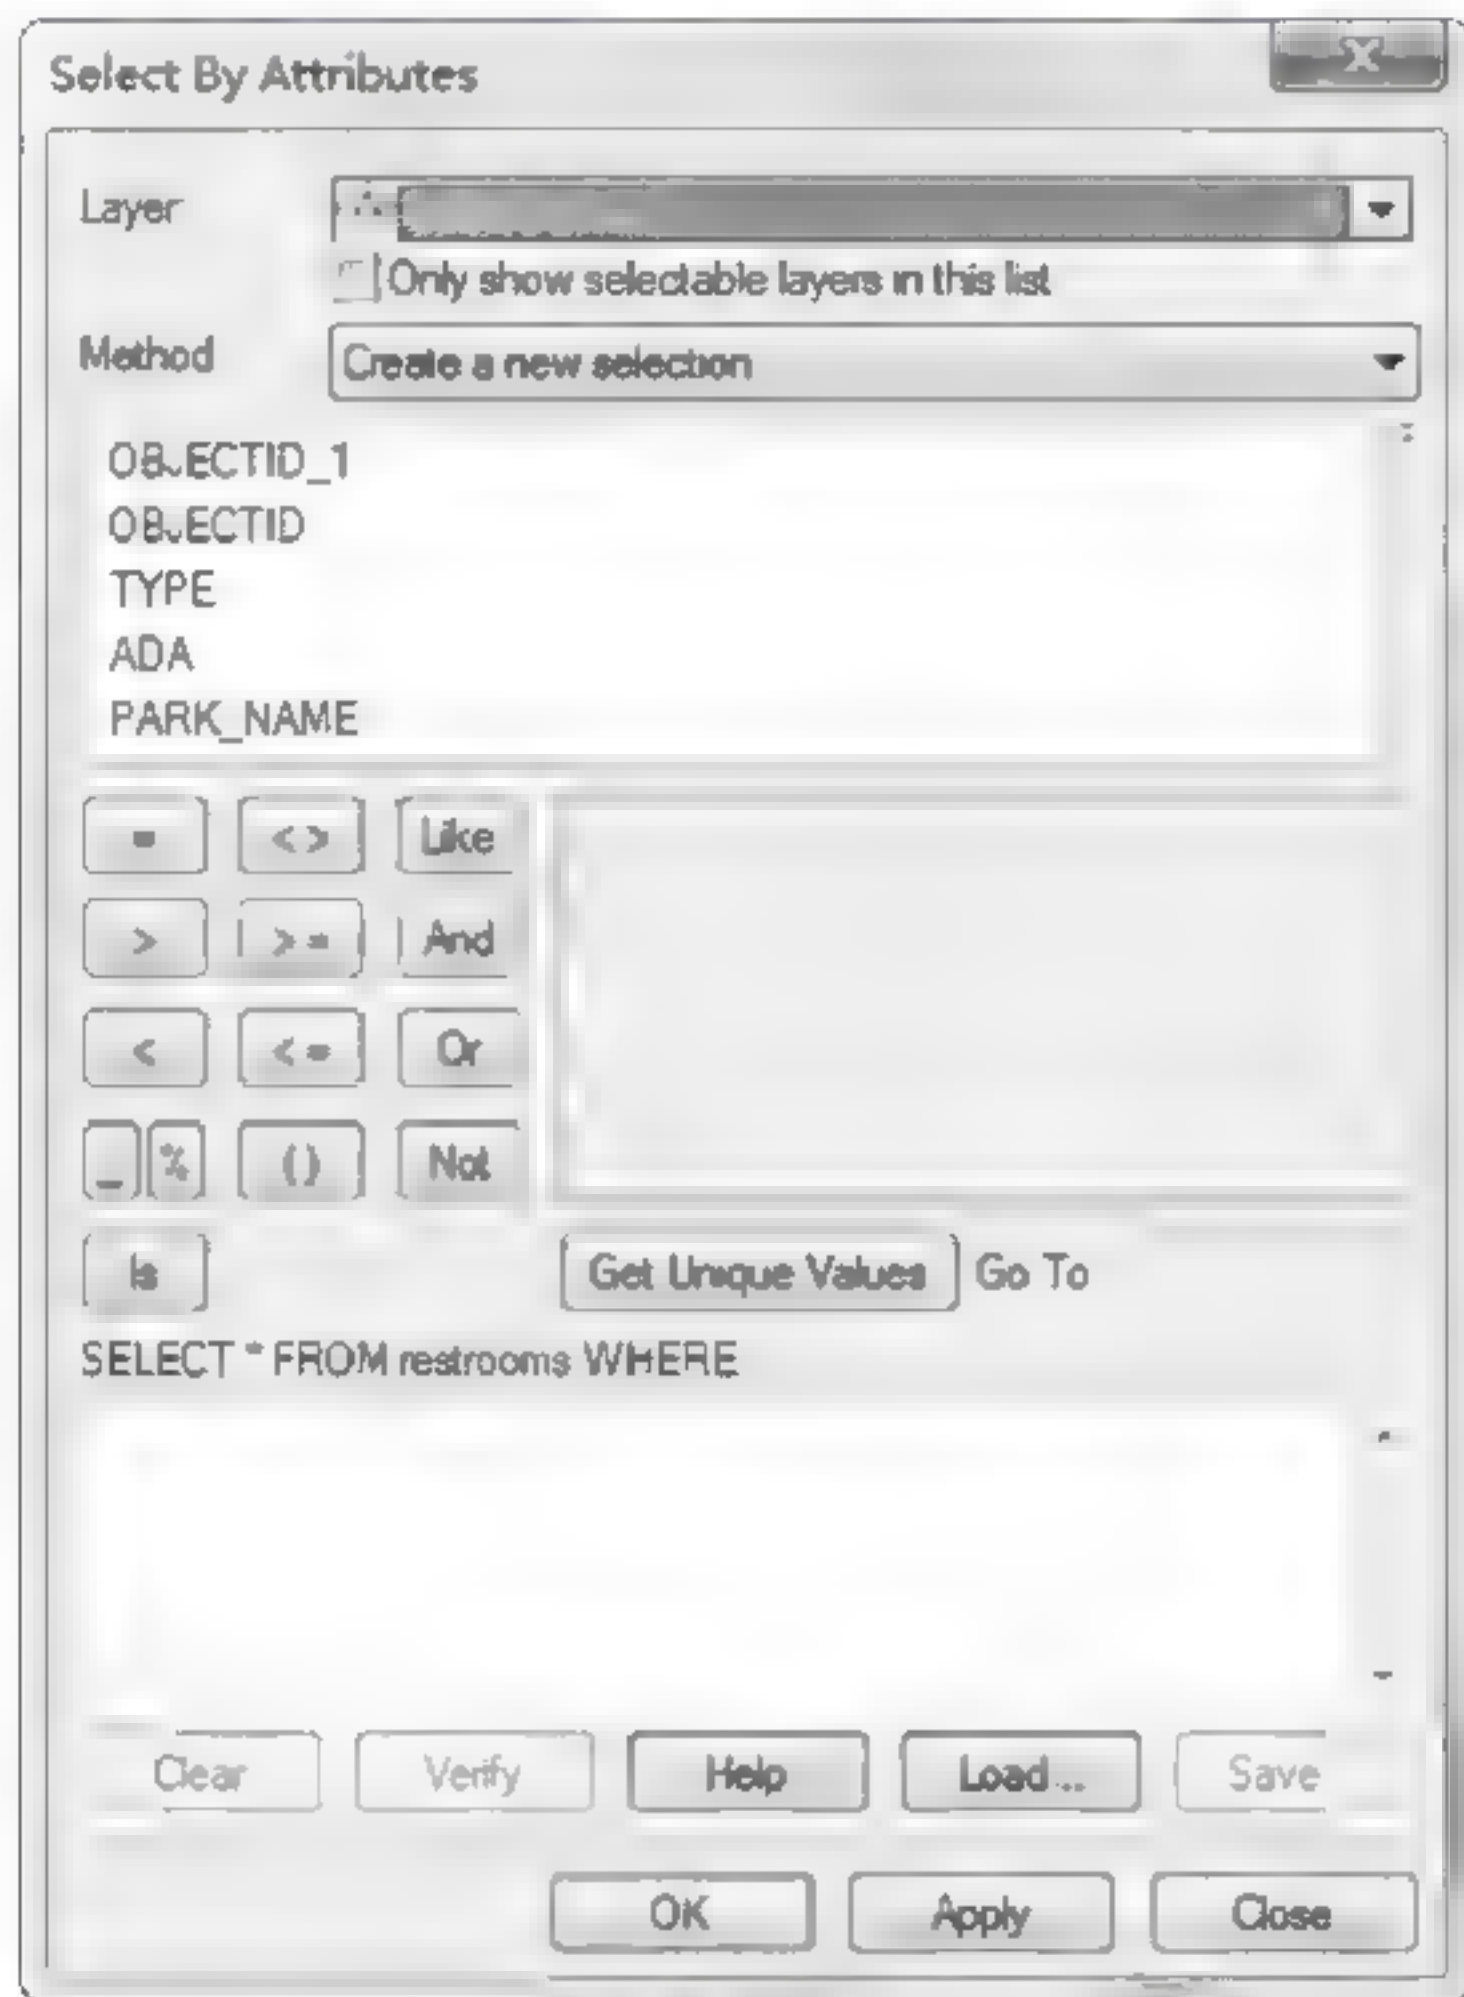 Select By Attributes
X
Layer
Only show selectable layers in this list
Method
Create a new selection
OBJECTID_1
OBJECTID
TYPE
ADA
PARK_NAME
= <> Like
> >= And
< <= Or
_ % () Not
Is Get Unique Values Go To
SELECT * FROM restrooms WHERE
Clear Verify Help Load... Save
OK Apply Close